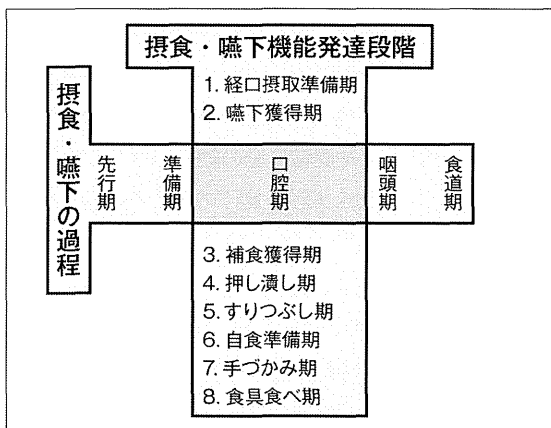 摂食・嚥下機能発達段階
1. 経口摂取準備期
2. 嚥下獲得期
摂食・嚥下の過程
先行期
準備期
口腔期
咽頭期
食道期
3. 補食獲得期
4. 押し潰し期
5. すりつぶし期
6. 自食準備期
7. 手づかみ期
8. 食具食べ期